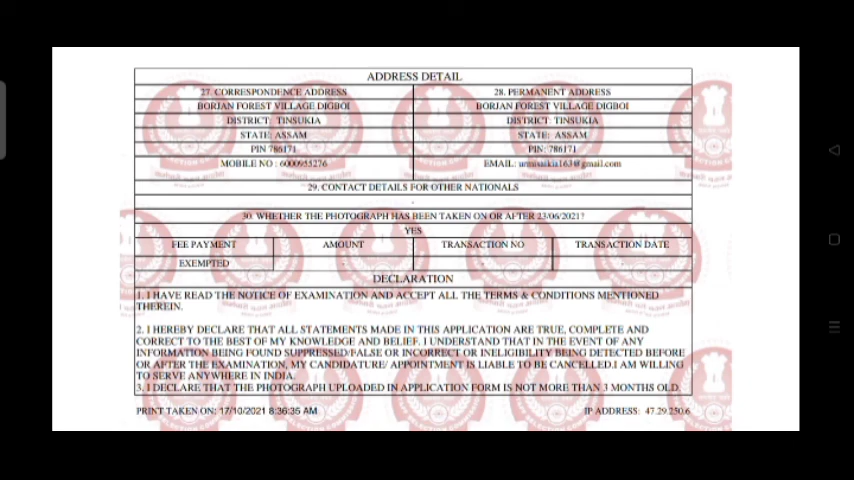 ADDRESS DETAIL
27. CORRESPONDENCE ADDRESS 28. PERMANENT ADDRESS
BORJAN FOREST VILLAGE DIGBOI BORJAN FOREST VILLAGE DIGBOI
DISTRICT: TINSUKIA DISTRICT: TINSUKIA
STATE: ASSAM STATE: ASSAM
PIN 786171 PIN: 786171
MOBILE NO : 6000955276 EMAIL: urmisaikia163@gmail.com
29. CONTACT DETAILS FOR OTHER NATIONALS
-
30. WHETHER THE PHOTOGRAPH HAS BEEN TAKEN ON OR AFTER 23/06/2021?
YES
FEE PAYMENT AMOUNT TRANSACTION NO TRANSACTION DATE
EXEMPTED - - -
DECLARATION
1. I HAVE READ THE NOTICE OF EXAMINATION AND ACCEPT ALL THE TERMS & CONDITIONS MENTIONED
THEREIN.
2. I HEREBY DECLARE THAT ALL STATEMENTS MADE IN THIS APPLICATION ARE TRUE, COMPLETE AND
CORRECT TO THE BEST OF MY KNOWLEDGE AND BELIEF. I UNDERSTAND THAT IN THE EVENT OF ANY
INFORMATION BEING FOUND SUPPRESSED/FALSE OR INCORRECT OR INELIGIBILITY BEING DETECTED BEFORE
OR AFTER THE EXAMINATION, MY CANDIDATURE/ APPOINTMENT IS LIABLE TO BE CANCELLED.I AM WILLING
TO SERVE ANYWHERE IN INDIA.
3. I DECLARE THAT THE PHOTOGRAPH UPLOADED IN APPLICATION FORM IS NOT MORE THAN 3 MONTHS OLD.
PRINT TAKEN ON: 17/10/2021 8:36:35 AM IP ADDRESS: 47.29.250.6